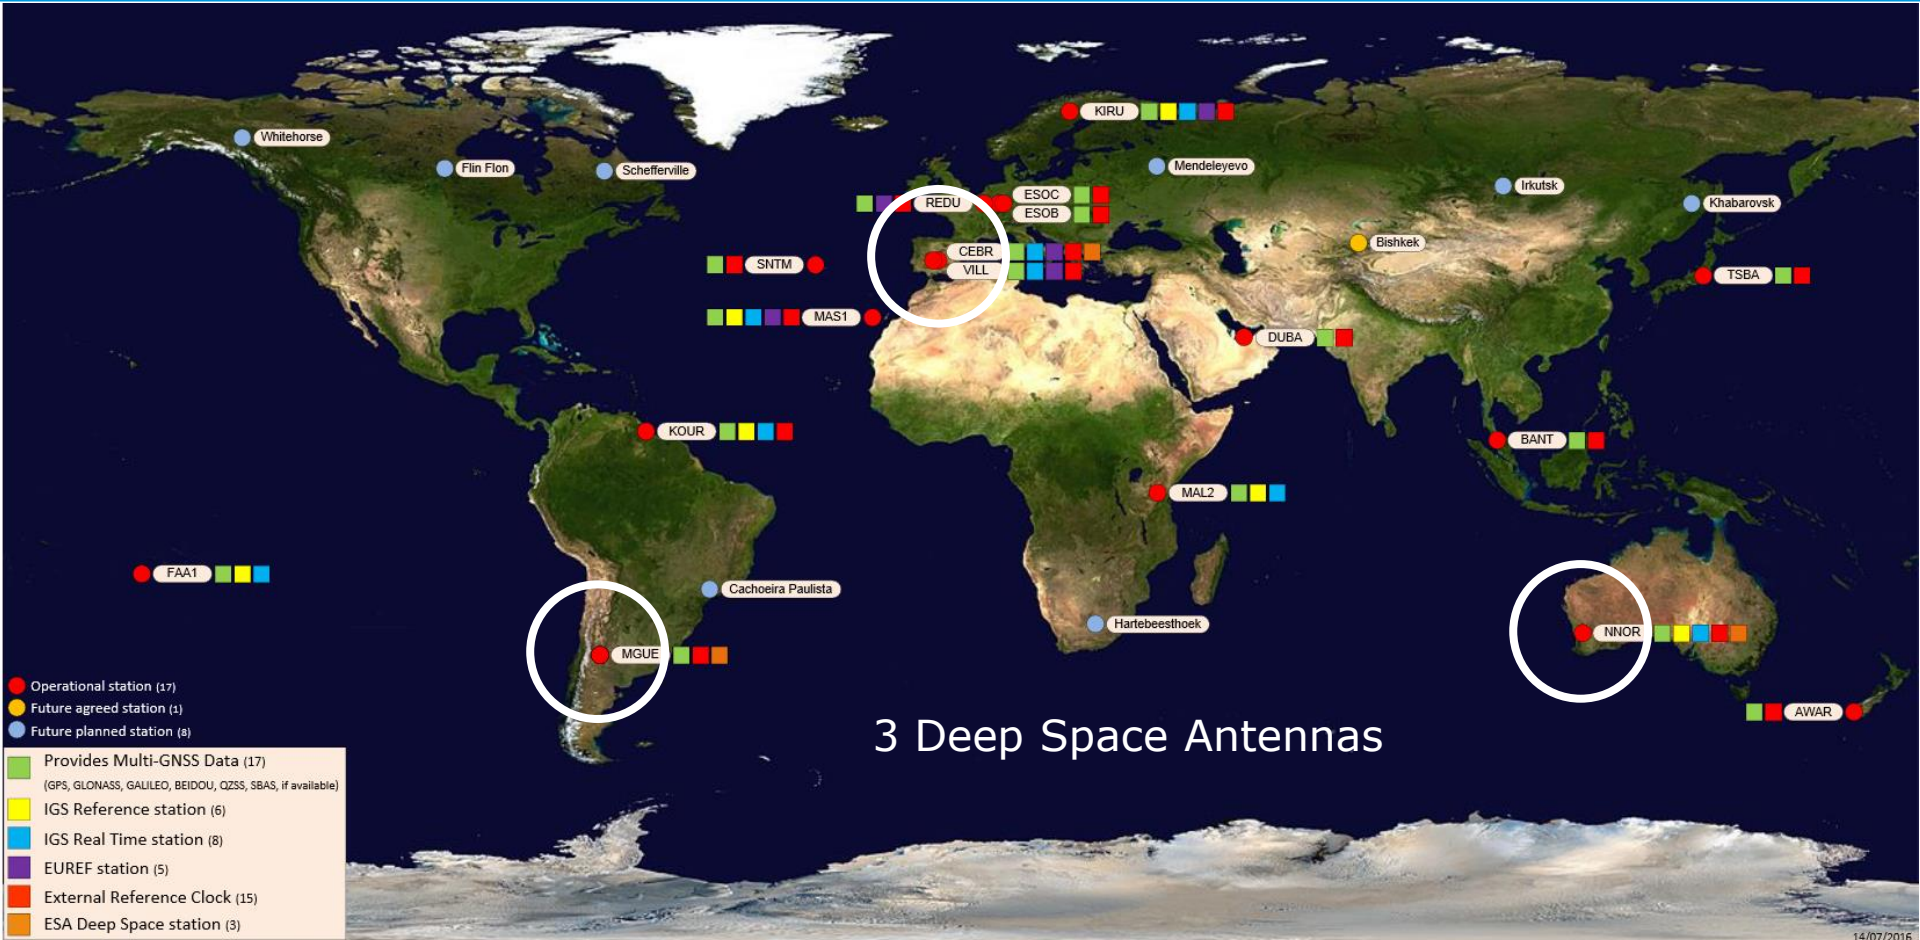 KIRU
Whitehorse
Flin Flon
Schefferville
Mendeleyevo
Irkutsk
Khabarovsk
REDU
ESOC
ESOB
Bishkek
CEBR
VILL
SNTM
TSBA
MAS1
DUBA
KOUR
BANT
MAL2
FAA1
Cachoeira Paulista
Hartebeesthoek
NNOR
MGUE
AWAR
3 Deep Space Antennas
Operational station (17)
Future agreed station (1)
Future planned station (8)
Provides Multi-GNSS Data (17)
(GPS, GLONASS, GALILEO, BEIDOU, QZSS, SBAS, if available)
IGS Reference station (6)
IGS Real Time station (8)
EUREF station (5)
External Reference Clock (15)
ESA Deep Space station (3)
14/07/2016